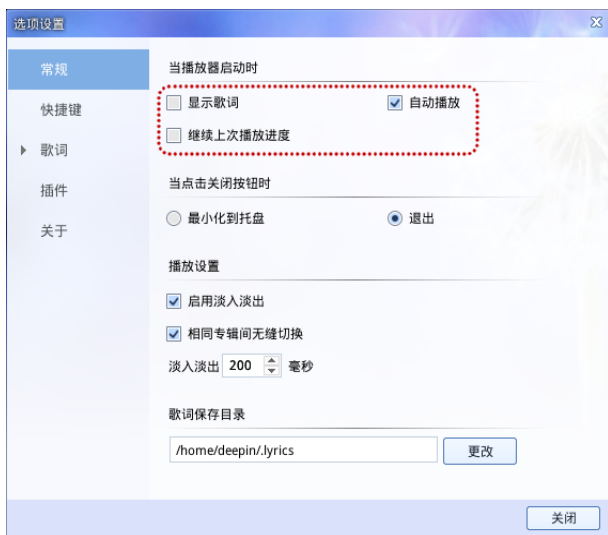 选项设置
常规
快捷键
歌词
插件
关于
当播放器启动时
显示歌词 自动播放
继续上次播放进度
当点击关闭按钮时
最小化到托盘 退出
播放设置
启用淡入淡出
相同专辑间无缝切换
淡入淡出 200 毫秒
歌词保存目录
/home/deepin/.lyrics 更改
关闭